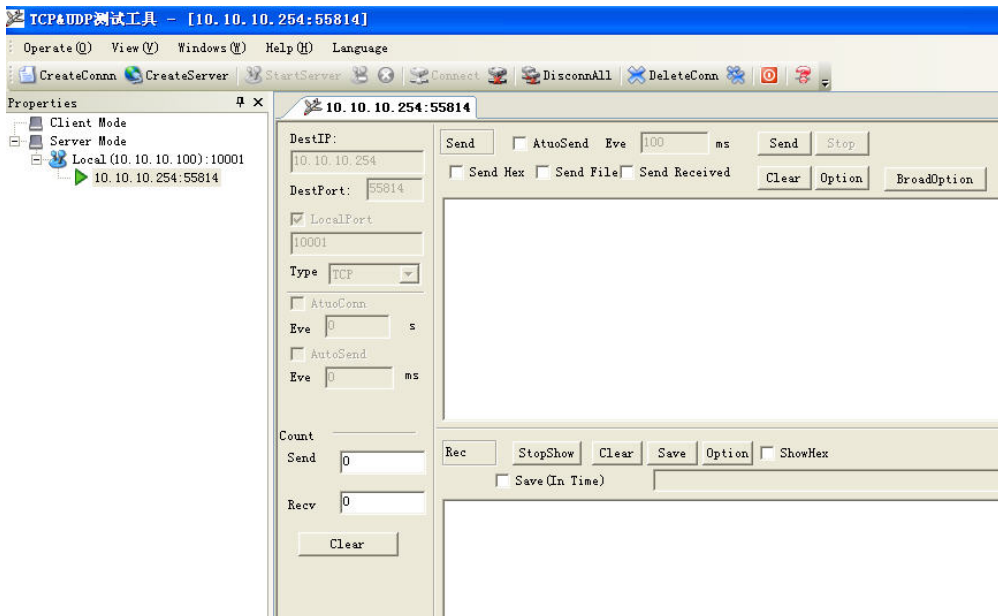 TCP&UDP测试工具 - [10.10.10.254:55814]
Operate(O) View(V) Windows(W) Help(H) Language
CreateConnn CreateServer StartServer Connect DisconnAll DeleteConn
Properties
10.10.10.254:55814
Client Mode
Server Mode
Local(10.10.10.100):10001
10.10.10.254:55814
DestIP:
10.10.10.254
DestPort: 55814
LocalPort
10001
Type TCP
AtuoConn
Eve 0 s
AutoSend
Eve 0 ms
Count
Send 0
Recv 0
Clear
Send AtuoSend Eve 100 ms Send Stop
Send Hex Send File Send Received Clear Option BroadOption
Rec StopShow Clear Save Option ShowHex
Save(In Time)